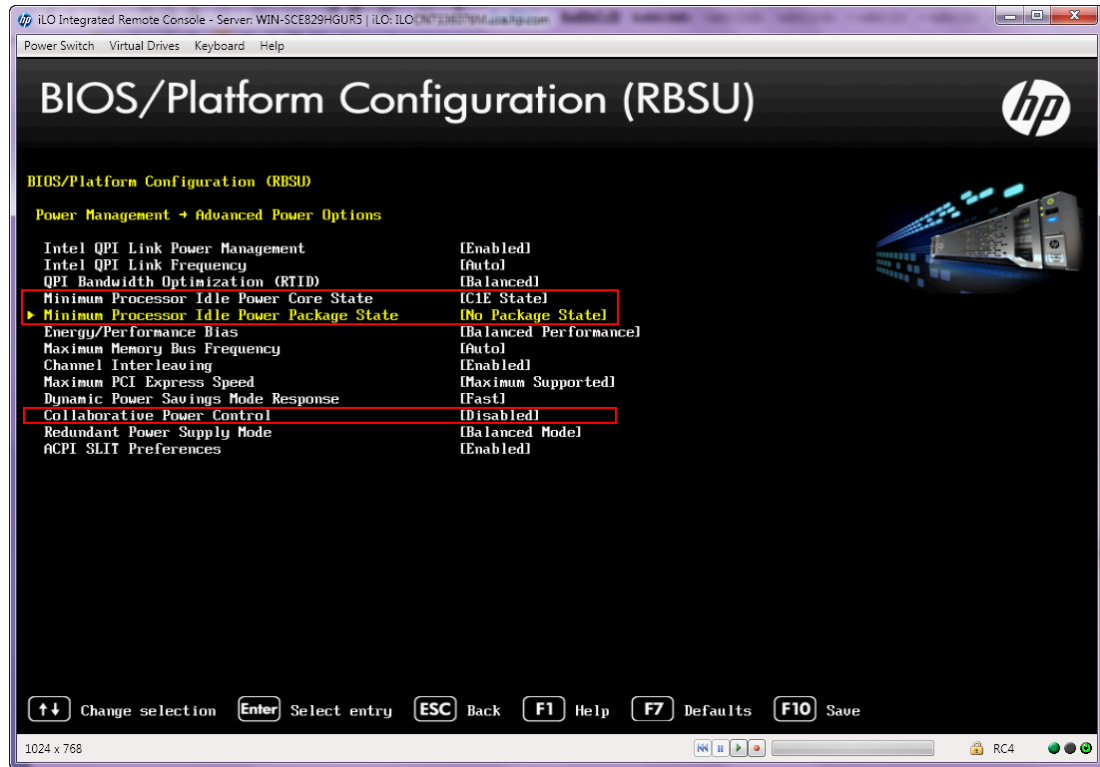 iLO Integrated Remote Console - Server: WIN-SCE829HGUR5 | iLO: ILO
Power Switch Virtual Drives Keyboard Help
BIOS/Platform Configuration (RBSU)
hp
BIOS/Platform Configuration (RBSU)
Power Management → Advanced Power Options
Intel QPI Link Power Management [Enabled]
Intel QPI Link Frequency [Auto]
QPI Bandwidth Optimization (RTID) [Balanced]
Minimum Processor Idle Power Core State [C1E State]
Minimum Processor Idle Power Package State [No Package State]
Energy/Performance Bias [Balanced Performance]
Maximum Memory Bus Frequency [Auto]
Channel Interleaving [Enabled]
Maximum PCI Express Speed [Maximum Supported]
Dynamic Power Savings Mode Response [Fast]
Collaborative Power Control [Disabled]
Redundant Power Supply Mode [Balanced Mode]
ACPI SLIT Preferences [Enabled]
↑↓ Change selection Enter Select entry ESC Back F1 Help F7 Defaults F10 Save
1024 x 768 RC4